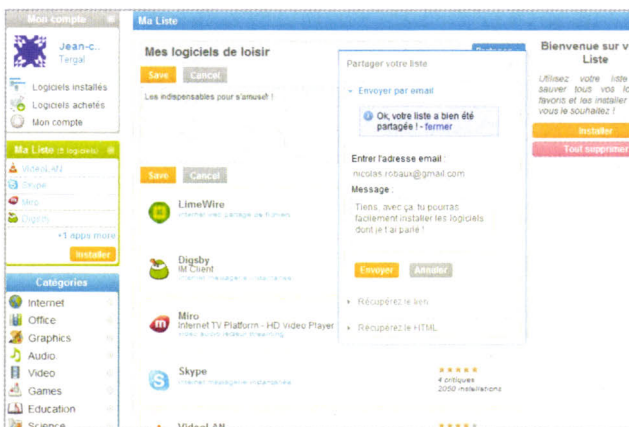 Mon compte
Jean-c..
Tergal
Logiciels installés
Logiciels achetés
Mon compte
Ma Liste (5 logiciels)
VideoLAN
Skype
Miro
Digsby
+1 apps more
Installer
Catégories
Internet
Office
Graphics
Audio
Video
Games
Education
Science
Ma Liste
Mes logiciels de loisir
Save Cancel
Les indispensables pour s'amuser !
Save Cancel
LimeWire
Digsby
IM Client
Miro
Internet TV Platform - HD Video Player
Skype
4 critiques
2050 installations
VideoLAN
Partager votre liste
Envoyer par email
Ok, votre liste a bien été
partagée ! - fermer
Entrer l'adresse email :
nicolas.robaux@gmail.com
Message :
Tiens, avec ça, tu pourras
facilement installer les logiciels
dont je t'ai parlé !
Envoyer Annuler
Récupérez le lien
Récupérez le HTML
Bienvenue sur v
Liste
Utilisez votre liste
sauver tous vos lo
favoris et les installer
vous le souhaitez !
Installer
Tout supprimer